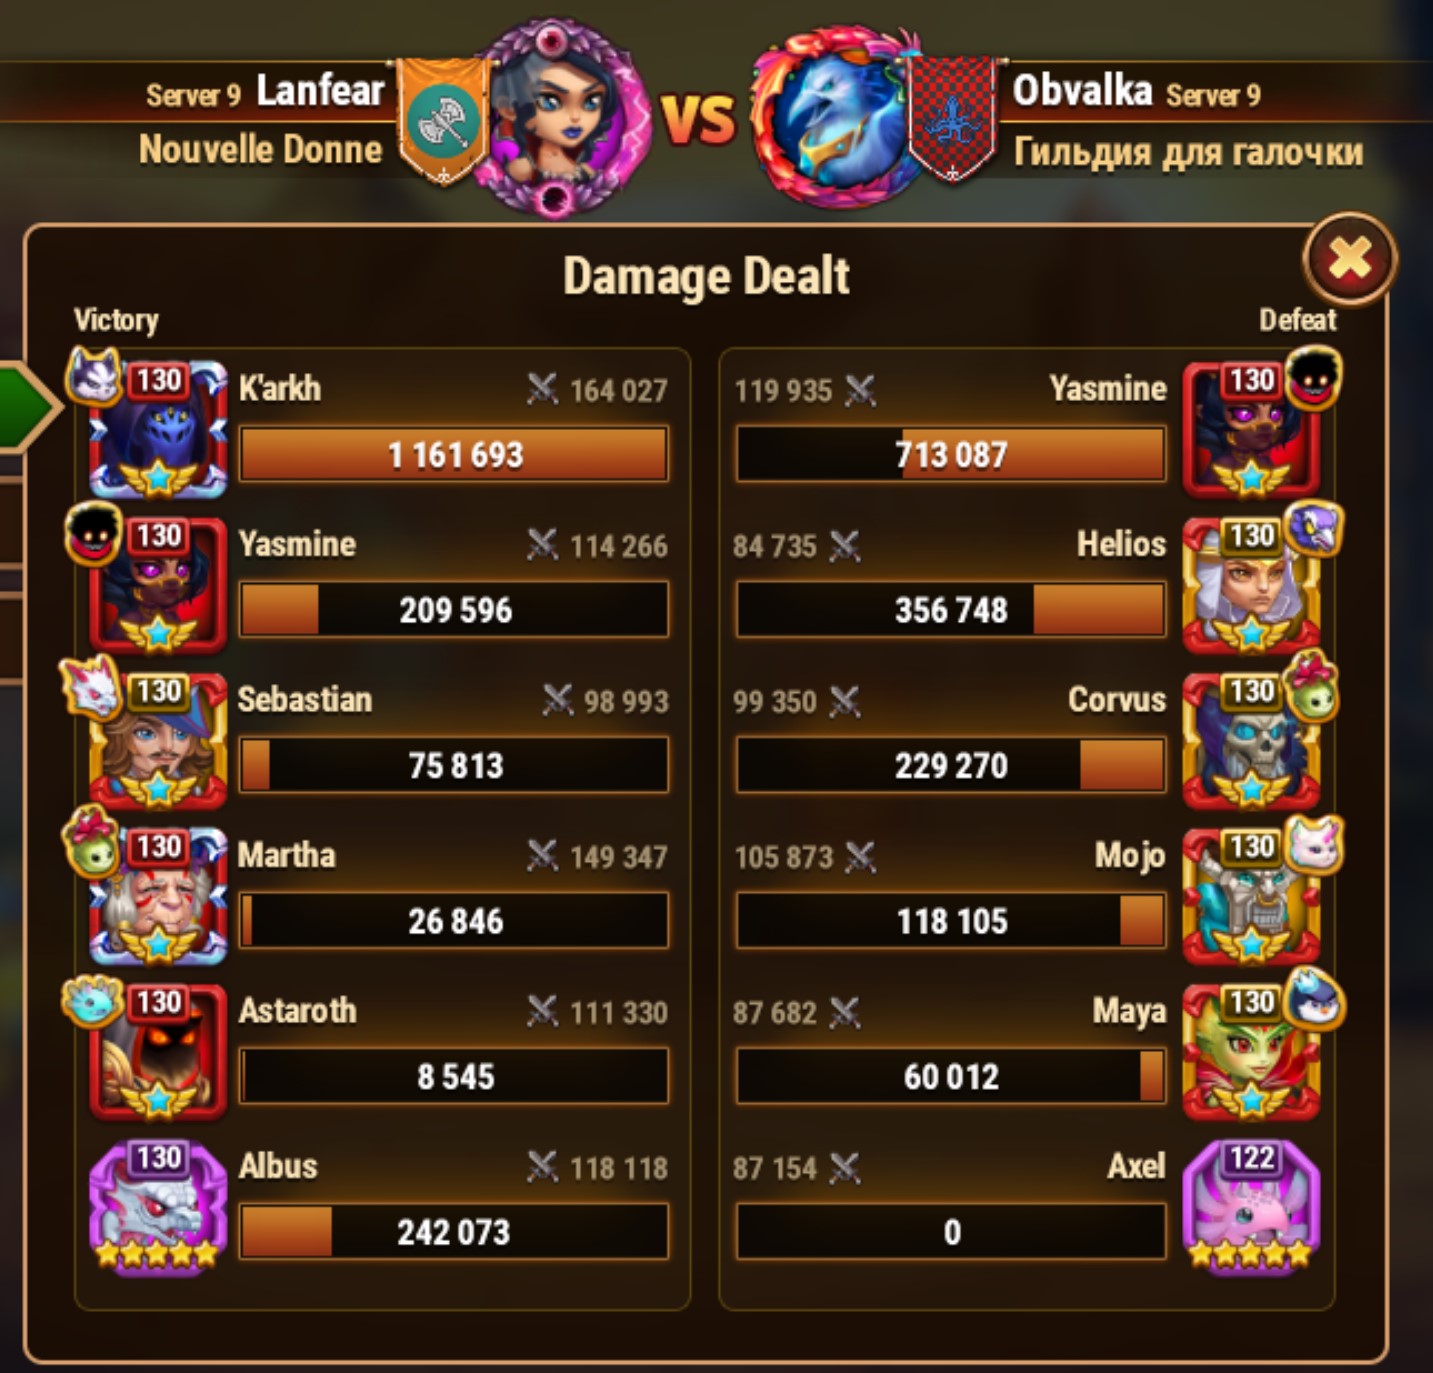 Server 9 Lanfear VS Obvalka Server 9
Nouvelle Donne Гильдия для галочки
Damage Dealt
Victory Defeat
130 K'arkh 164 027 119 935 Yasmine 130
1 161 693 713 087
130 Yasmine 114 266 84 735 Helios 130
209 596 356 748
130 Sebastian 98 993 99 350 Corvus 130
75 813 229 270
130 Martha 149 347 105 873 Mojo 130
26 846 118 105
130 Astaroth 111 330 87 682 Maya 130
8 545 60 012
130 Albus 118 118 87 154 Axel 122
242 073 0